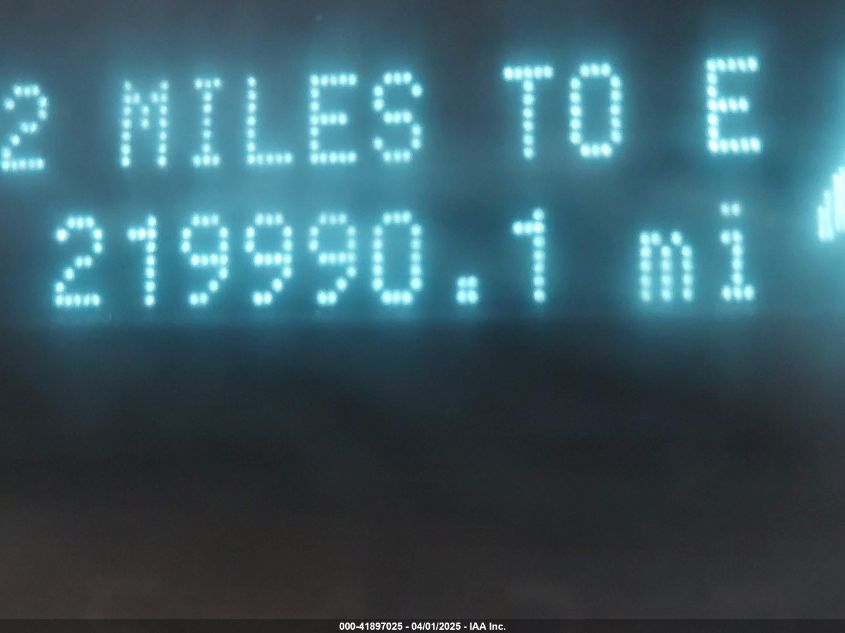 2 MILES TO E
219990.1 mi
000-41897025 - 04/01/2025 - IAA Inc.